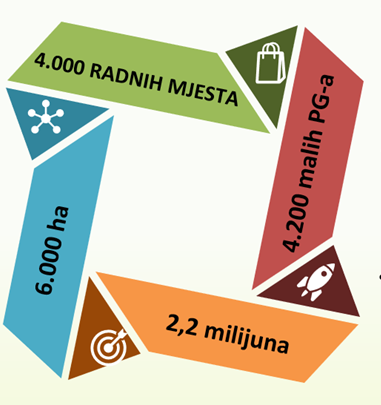 4.000 RADNIH MJESTA
4.200 malih PG-a
2,2 milijuna
6.000 ha